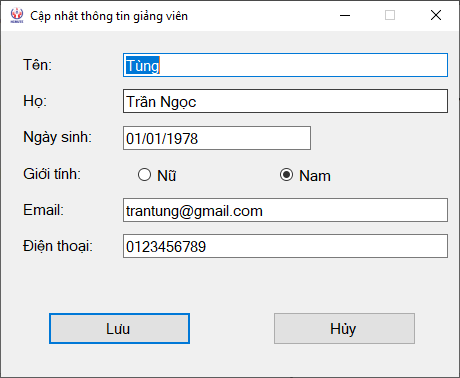 Cập nhật thông tin giảng viên
Tên: Tùng
Họ: Trần Ngọc
Ngày sinh: 01/01/1978
Giới tính: Nữ Nam
Email: trantung@gmail.com
Điện thoại: 0123456789
Lưu Hủy